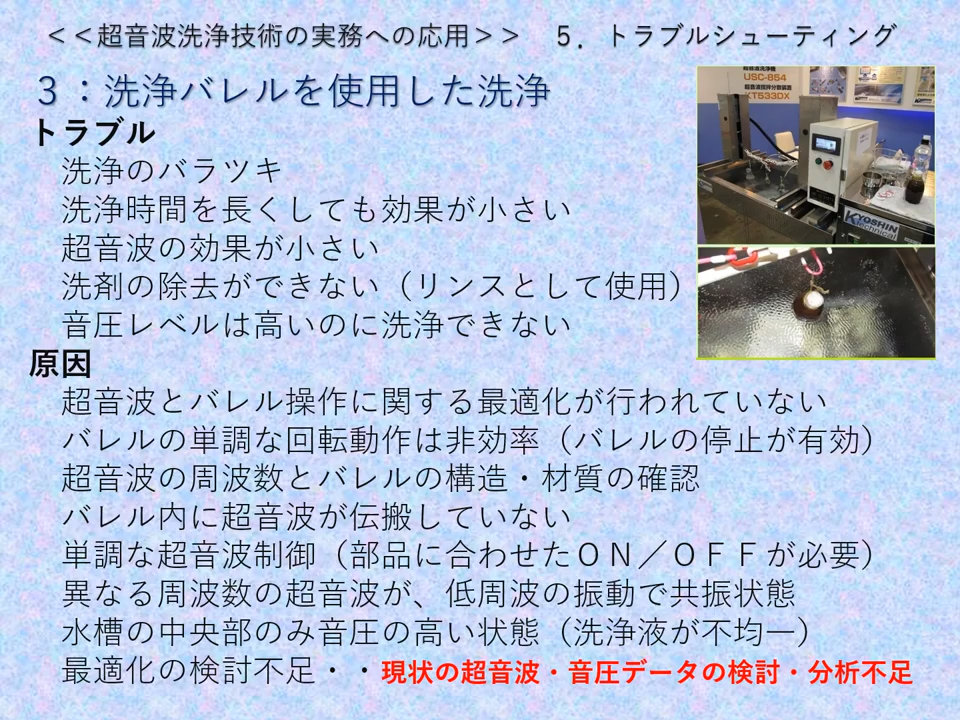 ＜＜超音波洗浄技術の実務への応用＞＞　５．トラブルシューティング
３：洗浄バレルを使用した洗浄
トラブル
洗浄のバラツキ
洗浄時間を長くしても効果が小さい
超音波の効果が小さい
洗剤の除去ができない（リンスとして使用）
音圧レベルは高いのに洗浄できない
原因
超音波とバレル操作に関する最適化が行われていない
バレルの単調な回転動作は非効率（バレルの停止が有効）
超音波の周波数とバレルの構造・材質の確認
バレル内に超音波が伝搬していない
単調な超音波制御（部品に合わせたＯＮ／ＯＦＦが必要）
異なる周波数の超音波が、低周波の振動で共振状態
水槽の中央部のみ音圧の高い状態（洗浄液が不均一）
最適化の検討不足・・現状の超音波・音圧データの検討・分析不足
USC-854
超音波撹拌分散装置
KT533DX
KYOSHIN
Technical